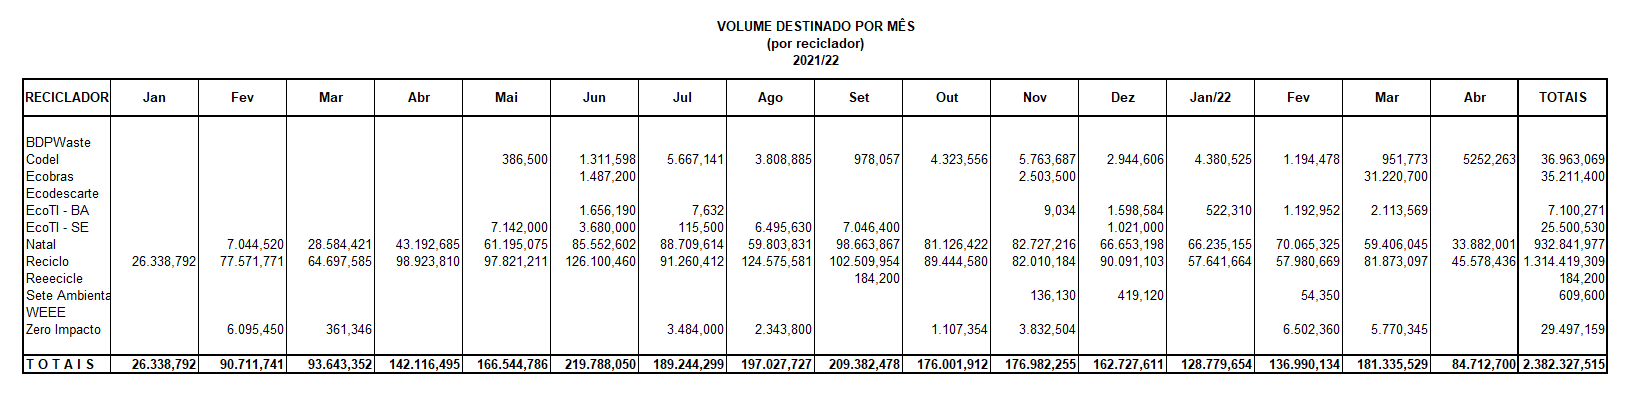 VOLUME DESTINADO POR MÊS
(por reciclador)
2021/22
RECICLADOR Jan Fev Mar Abr Mai Jun Jul Ago Set Out Nov Dez Jan/22 Fev Mar Abr TOTAIS
BDPWaste
Codel 386,500 1.311,598 5.667,141 3.808,885 978,057 4.323,556 5.763,687 2.944,606 4.380,525 1.194,478 951,773 5252,263 36.963,069
Ecobras 1.487,200 2.503,500 31.220,700 35.211,400
Ecodescarte
EcoTI - BA 1.656,190 7,632 9,034 1.598,584 522,310 1.192,952 2.113,569 7.100,271
EcoTI - SE 7.142,000 3.680,000 115,500 6.495,630 7.046,400 1.021,000 25.500,530
Natal 7.044,520 28.584,421 43.192,685 61.195,075 85.552,602 88.709,614 59.803,831 98.663,867 81.126,422 82.727,216 66.653,198 66.235,155 70.065,325 59.406,045 33.882,001 932.841,977
Reciclo 26.338,792 77.571,771 64.697,585 98.923,810 97.821,211 126.100,460 91.260,412 124.575,581 102.509,954 89.444,580 82.010,184 90.091,103 57.641,664 57.980,669 81.873,097 45.578,436 1.314.419,309
Reeecicle 184,200 184,200
Sete Ambienta 136,130 419,120 54,350 609,600
WEEE
Zero Impacto 6.095,450 361,346 3.484,000 2.343,800 1.107,354 3.832,504 6.502,360 5.770,345 29.497,159
T O T A I S 26.338,792 90.711,741 93.643,352 142.116,495 166.544,786 219.788,050 189.244,299 197.027,727 209.382,478 176.001,912 176.982,255 162.727,611 128.779,654 136.990,134 181.335,529 84.712,700 2.382.327,515